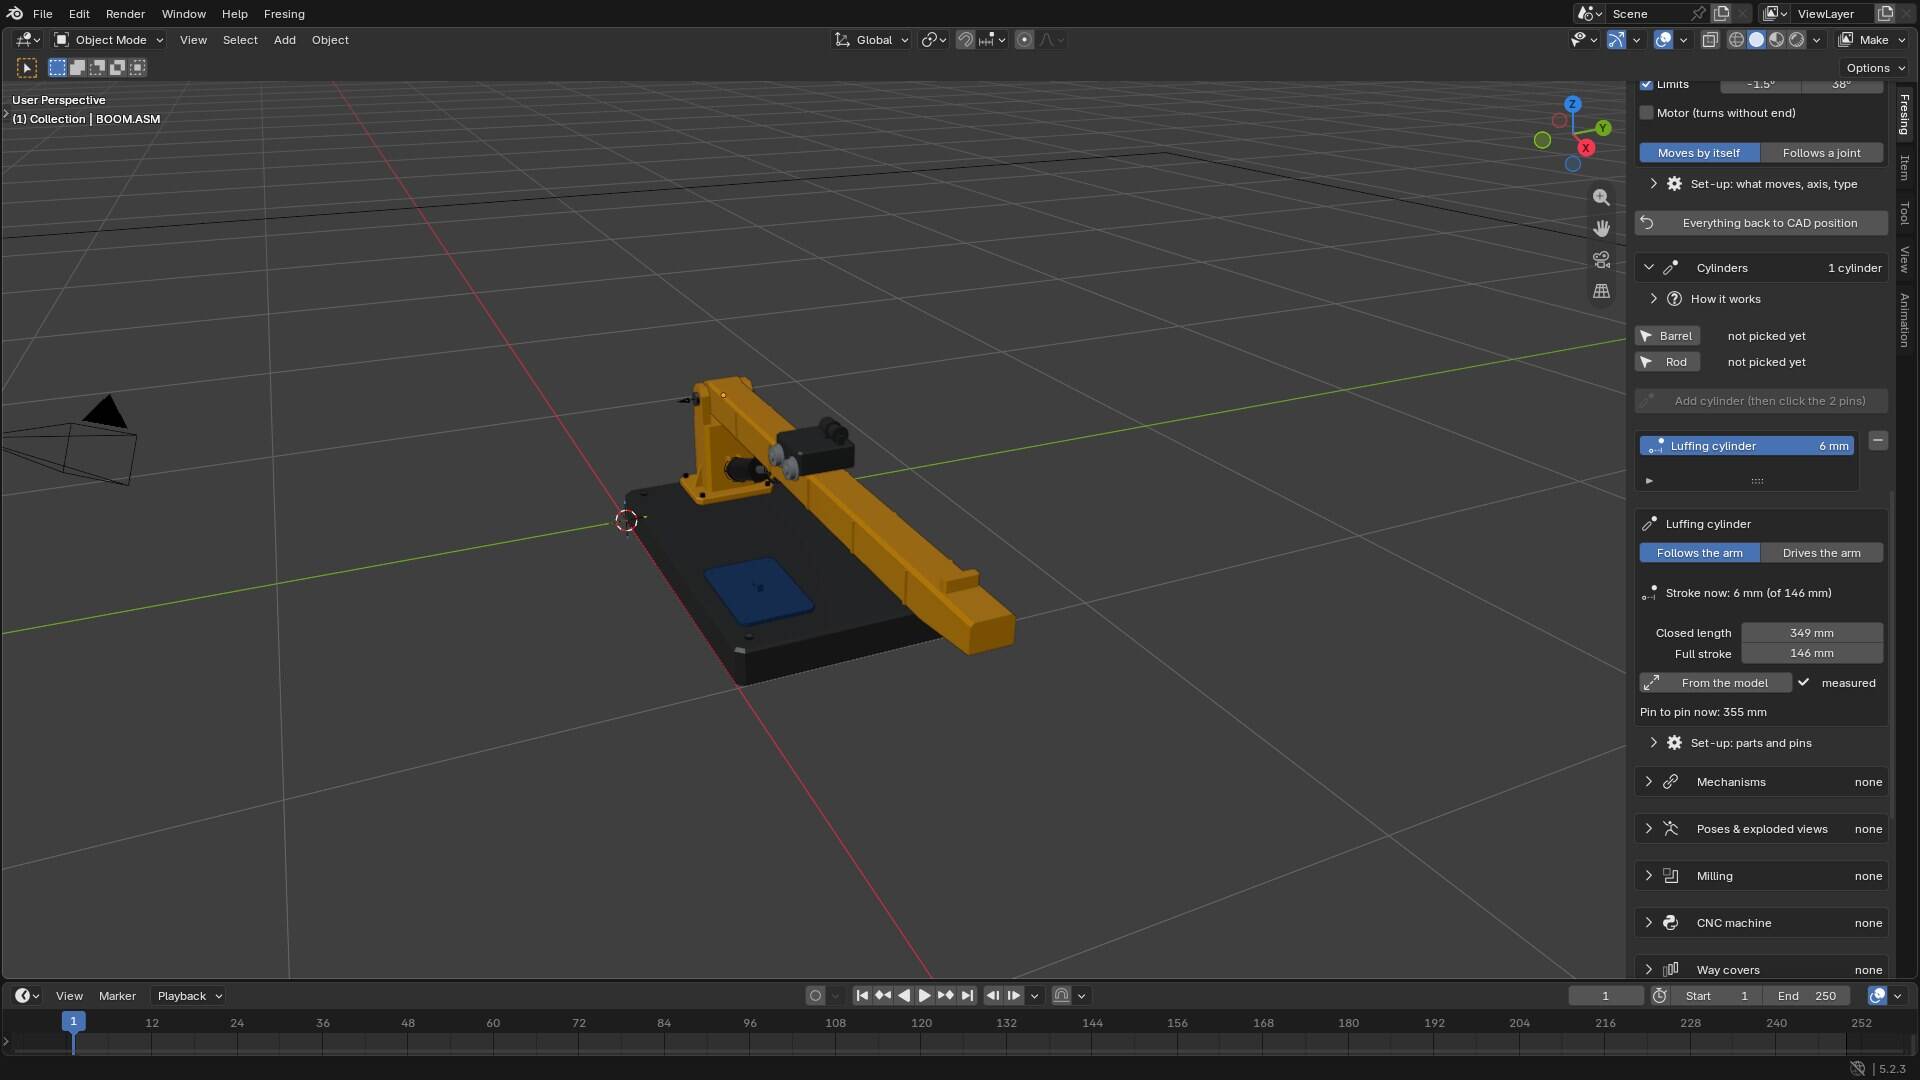 File Edit Render Window Help Fresing
Scene ViewLayer
Object Mode View Select Add Object Global Make
Options
User Perspective
(1) Collection | BOOM.ASM
Z
Y
X
Limits -1.5° 38°
Motor (turns without end)
Moves by itself Follows a joint
Set-up: what moves, axis, type
Everything back to CAD position
Cylinders 1 cylinder
How it works
Barrel not picked yet
Rod not picked yet
Add cylinder (then click the 2 pins)
Luffing cylinder 6 mm
Luffing cylinder
Follows the arm Drives the arm
Stroke now: 6 mm (of 146 mm)
Closed length 349 mm
Full stroke 146 mm
From the model measured
Pin to pin now: 355 mm
Set-up: parts and pins
Mechanisms none
Poses & exploded views none
Milling none
CNC machine none
Way covers none
Fresing
Item
Tool
View
Animation
View Marker Playback 1 Start 1 End 250
1 12 24 36 48 60 72 84 96 108 120 132 144 156 168 180 192 204 216 228 240 252
5.2.3